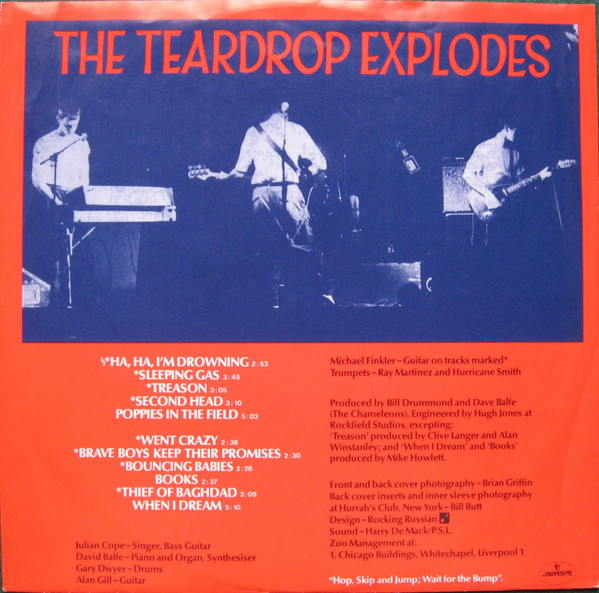 THE TEARDROP EXPLODES
½*HA, HA, I'M DROWNING 2:53
*SLEEPING GAS 3:45
*TREASON 3:05
*SECOND HEAD 3:10
POPPIES IN THE FIELD 5:03
*WENT CRAZY 2:38
*BRAVE BOYS KEEP THEIR PROMISES 2:30
*BOUNCING BABIES 2:28
BOOKS 2:37
*THIEF OF BAGHDAD 3:09
WHEN I DREAM 5:10
Julian Cope – Singer, Bass Guitar
David Balfe – Piano and Organ, Synthesiser
Gary Dwyer – Drums
Alan Gill – Guitar
Michael Finkler – Guitar on tracks marked*
Trumpets – Ray Martinez and Hurricane Smith
Produced by Bill Drummond and Dave Balfe
(The Chameleons). Engineered by Hugh Jones at
Rockfield Studios, excepting:
'Treason' produced by Clive Langer and Alan
Winstanley; and 'When I Dream' and 'Books'
produced by Mike Howlett.
Front and back cover photography – Brian Griffin
Back cover inserts and inner sleeve photography
at Hurrah's Club, New York – Bill Butt
Design – Rocking Russian
Sound – Harry De Mack/P.S.L.
Zoo Management at:
1, Chicago Buildings, Whitechapel, Liverpool 1
"Hop, Skip and Jump; Wait for the Bump".
mercury